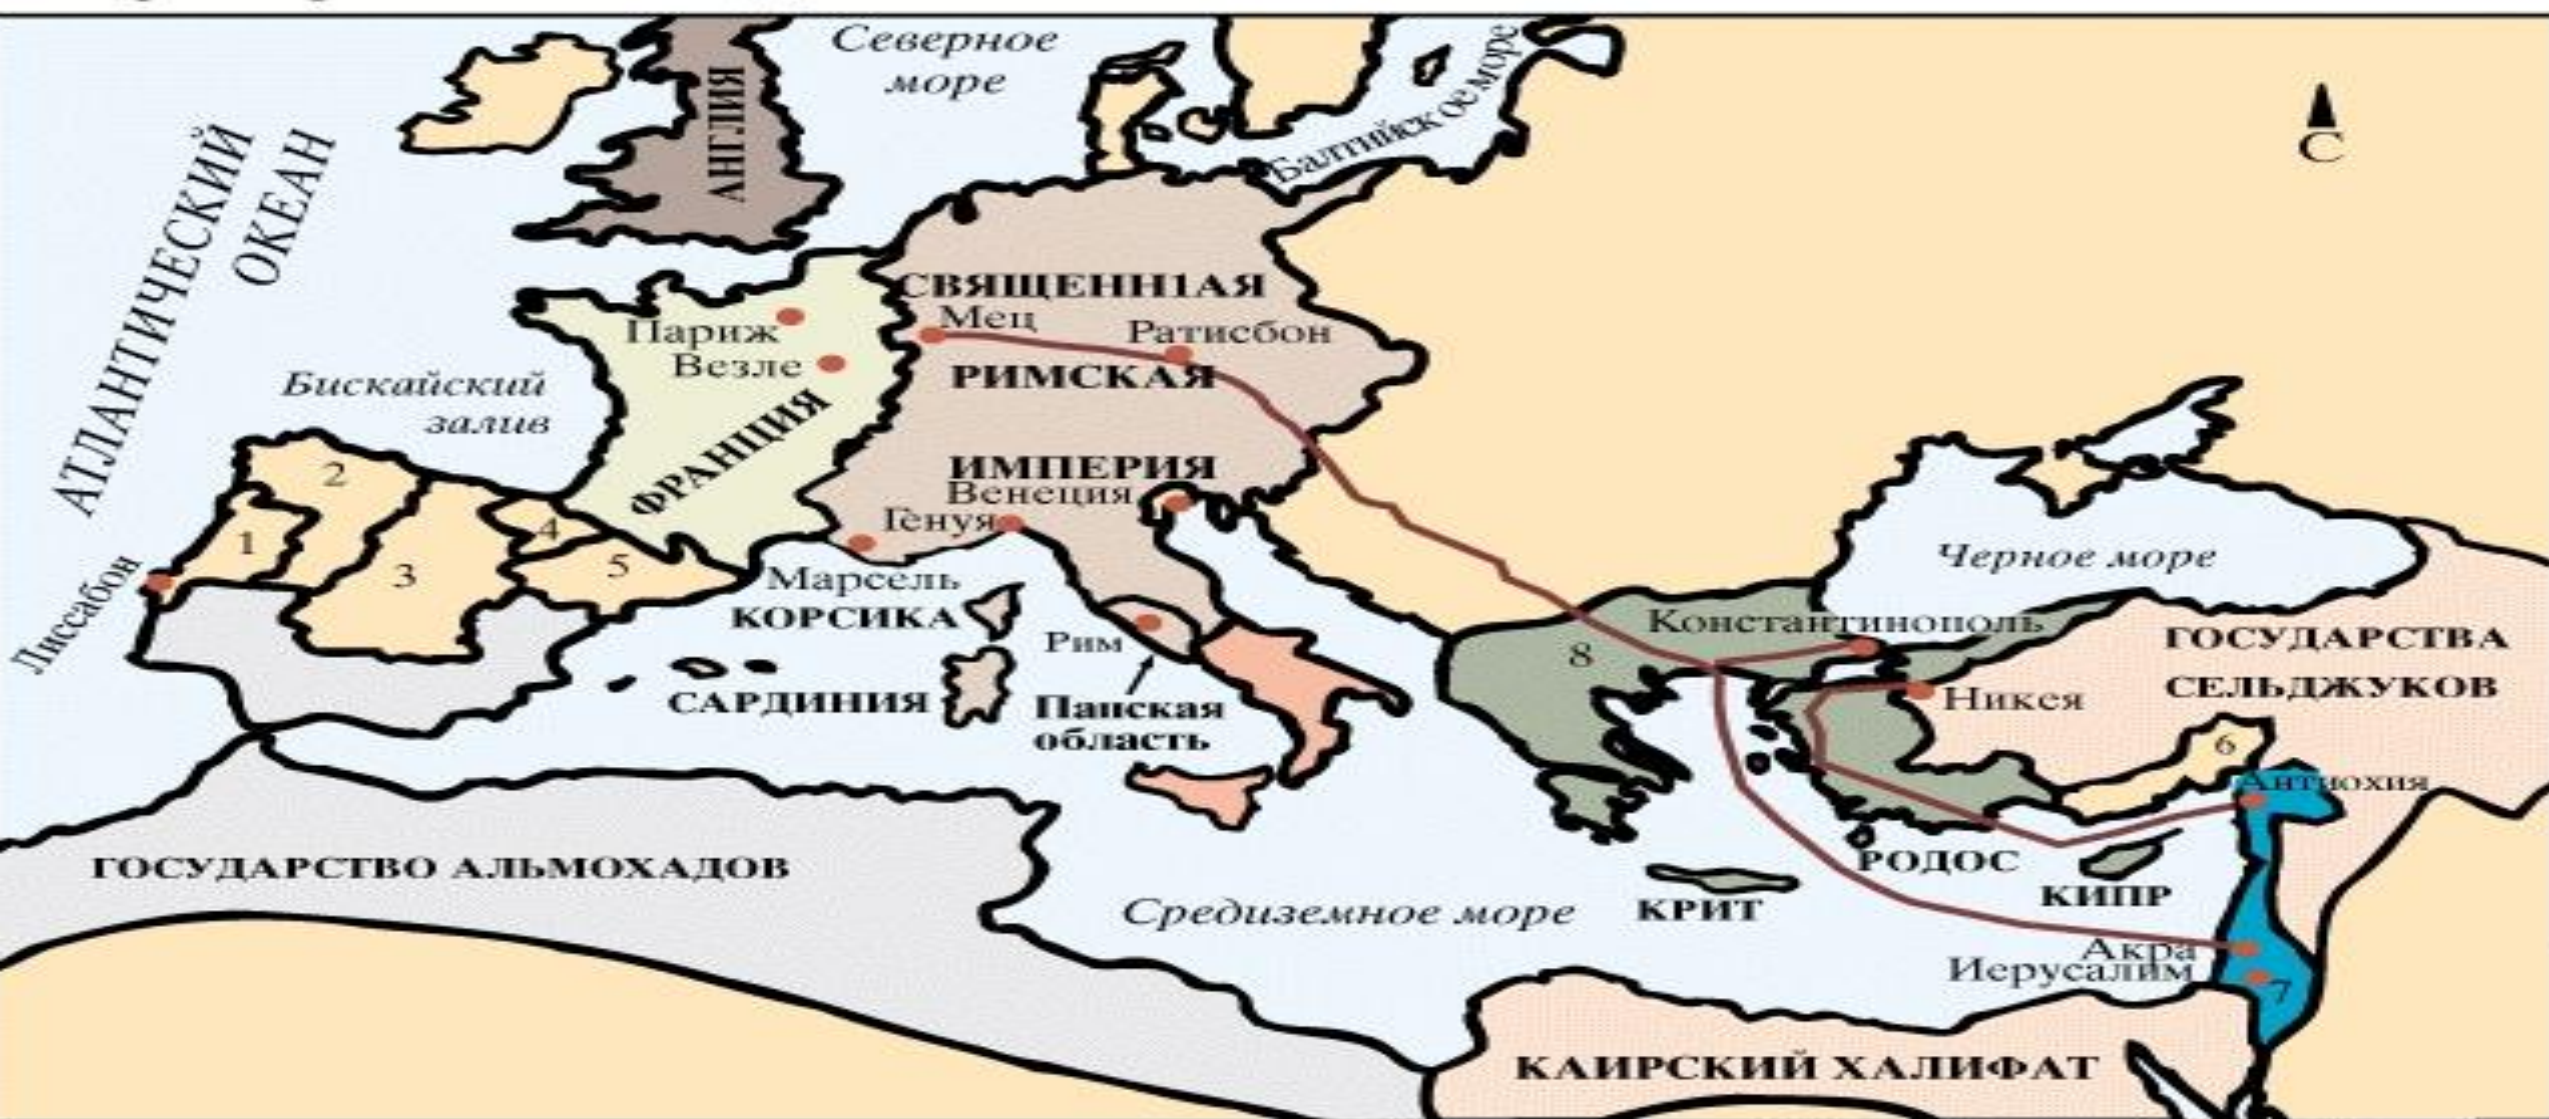 Северное
море
АНГЛИЯ
Балтийское море
С
АТЛАНТИЧЕСКИЙ
ОКЕАН
СВЯЩЕНН1АЯ
Мец
Ратисбон
Париж
Везле
РИМСКАЯ
Бискайский
залив
ФРАНЦИЯ
ИМПЕРИЯ
Венеция
Генуя
2
1
3
4
5
Лиссабон
Марсель
КОРСИКА
Рим
САРДИНИЯ
Папская
область
Черное море
Константинополь
8
ГОСУДАРСТВА
СЕЛЬДЖУКОВ
Никея
6
Антиохия
ГОСУДАРСТВО АЛЬМОХАДОВ
РОДОС
КИПР
КРИТ
Средиземное море
Акра
Иерусалим
7
КАИРСКИЙ ХАЛИФАТ